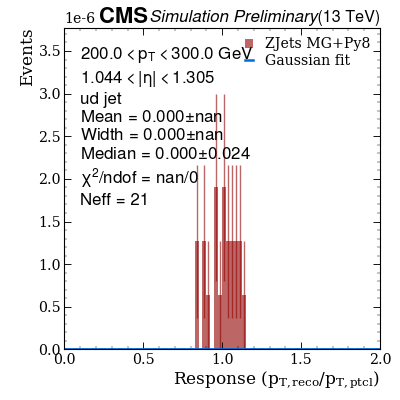 1e-6 CMS Simulation Preliminary (13 TeV)
Events
3.5
3.0
2.5
2.0
1.5
1.0
0.5
0.0
200.0 < p_T < 300.0 GeV
1.044 < |η| < 1.305
ud jet
Mean = 0.000±nan
Width = 0.000±nan
Median = 0.000±0.024
χ²/ndof = nan/0
Neff = 21
ZJets MG+Py8
Gaussian fit
0.0 0.5 1.0 1.5 2.0
Response (p_T,reco/p_T,ptcl)